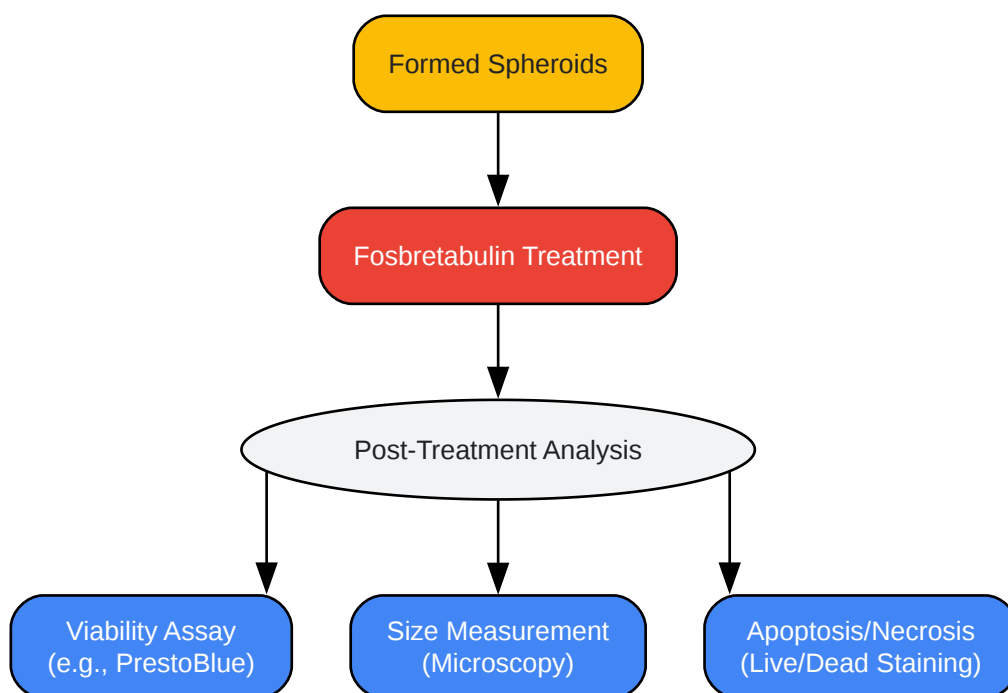 Formed Spheroids
Fosbretabulin Treatment
Post-Treatment Analysis
Viability Assay
(e.g., PrestoBlue)
Size Measurement
(Microscopy)
Apoptosis/Necrosis
(Live/Dead Staining)